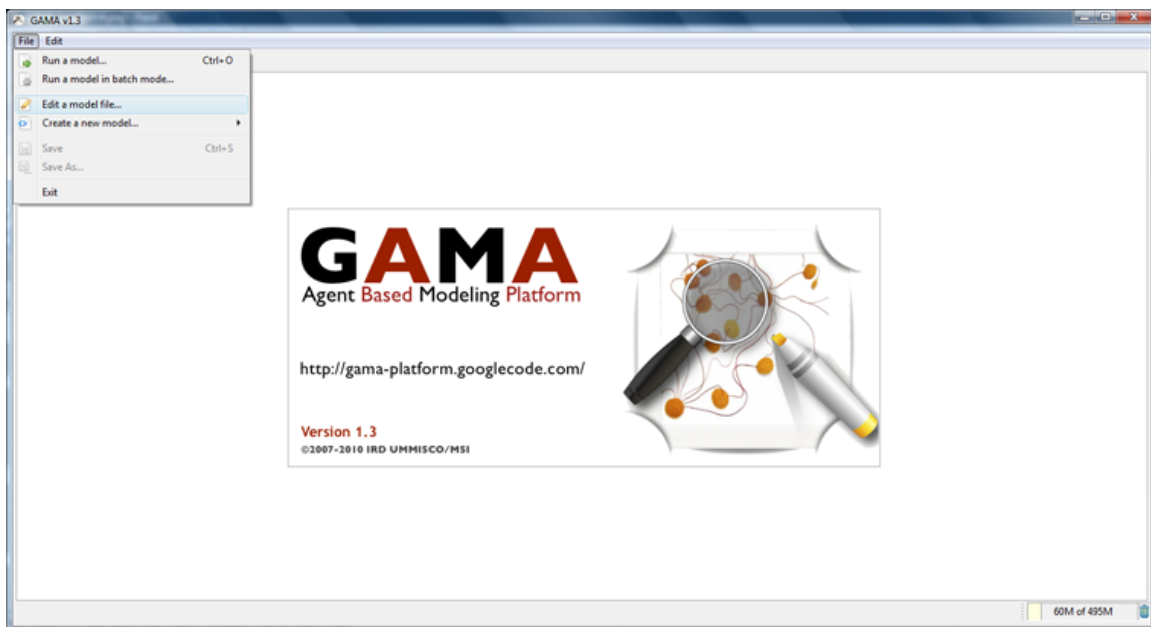 GAMA v1.3
File Edit
Run a model... Ctrl+O
Run a model in batch mode...
Edit a model file...
Create a new model...
Save Ctrl+S
Save As...
Exit
GAMA
Agent Based Modeling Platform
http://gama-platform.googlecode.com/
Version 1.3
©2007-2010 IRD UMMISCO/MSI
60M of 495M